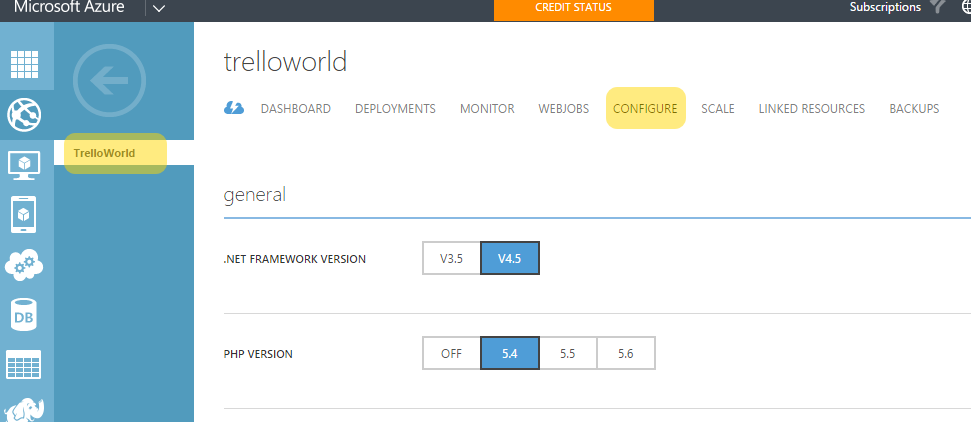 Microsoft Azure
CREDIT STATUS
Subscriptions
TrelloWorld
trelloworld
DASHBOARD DEPLOYMENTS MONITOR WEBJOBS CONFIGURE SCALE LINKED RESOURCES BACKUPS
general
.NET FRAMEWORK VERSION V3.5 V4.5
PHP VERSION OFF 5.4 5.5 5.6
DB